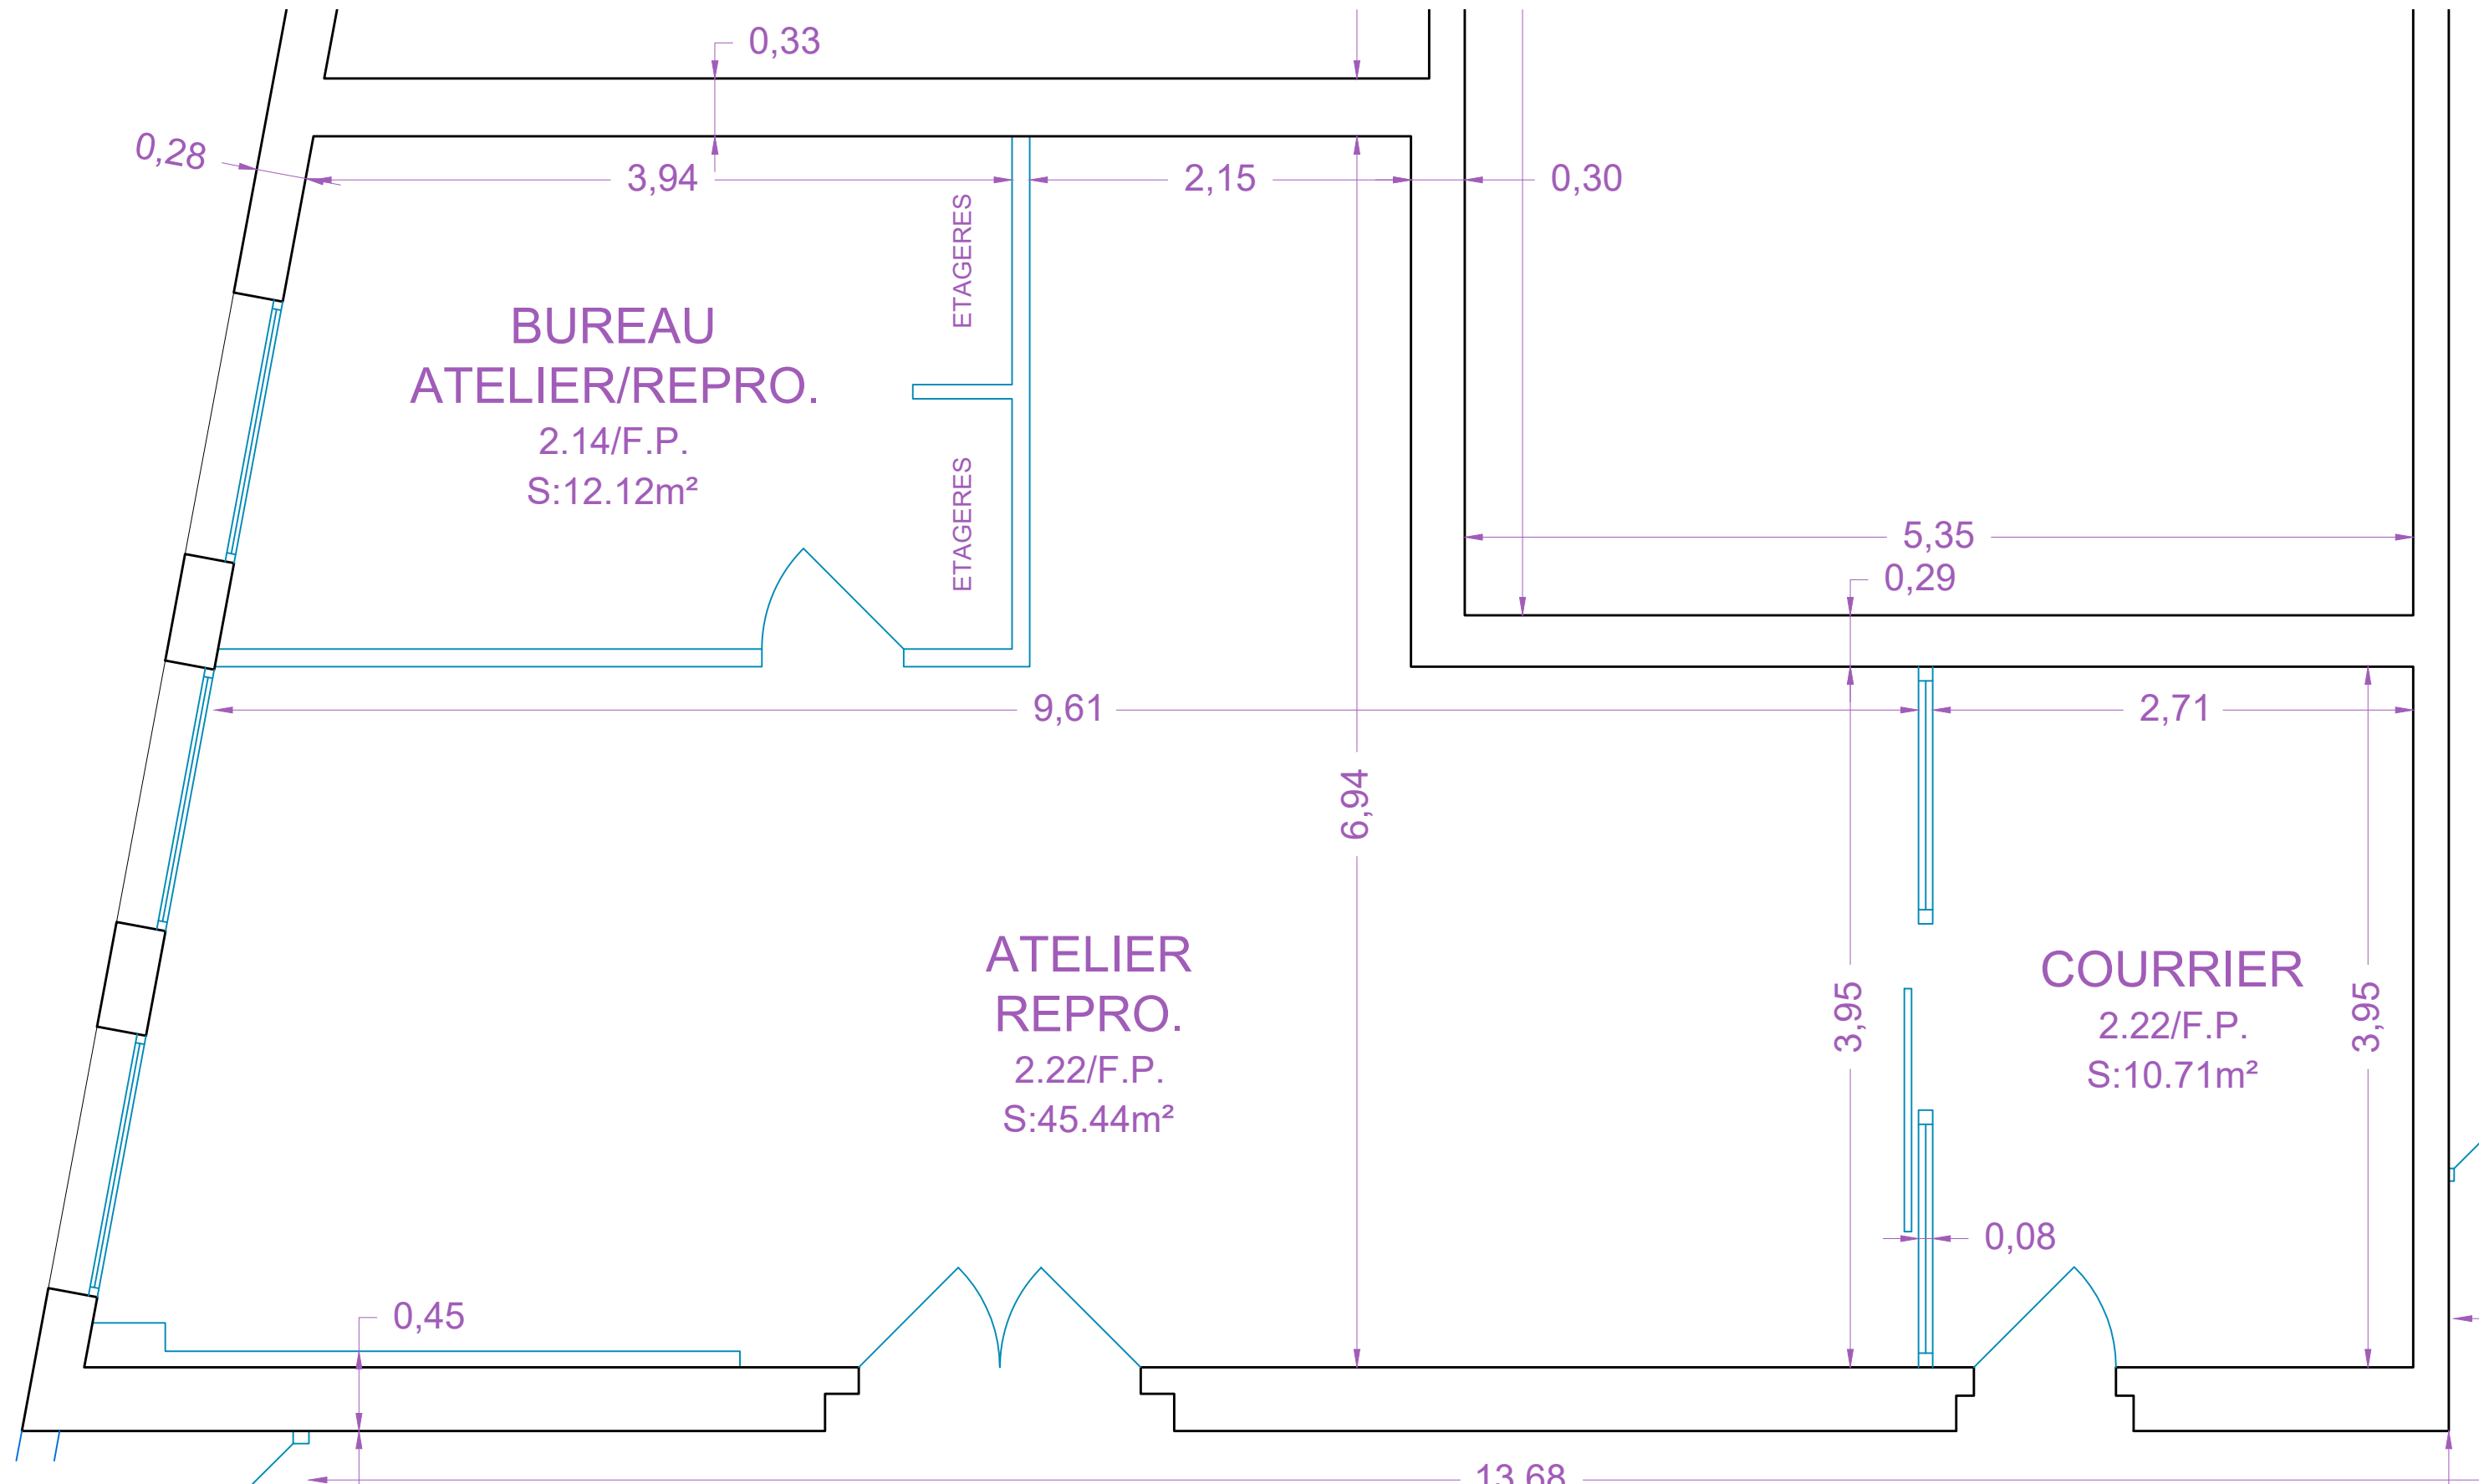 0,33
0,28
3,94
2,15
0,30
ETAGERES
BUREAU
ATELIER/REPRO.
2.14/F.P.
S:12.12m²
ETAGERES
5,35
0,29
9,61
2,71
6,94
ATELIER
REPRO.
2.22/F.P.
S:45.44m²
3,95
COURRIER
2.22/F.P.
S:10.71m²
3,95
0,08
0,45
13,68